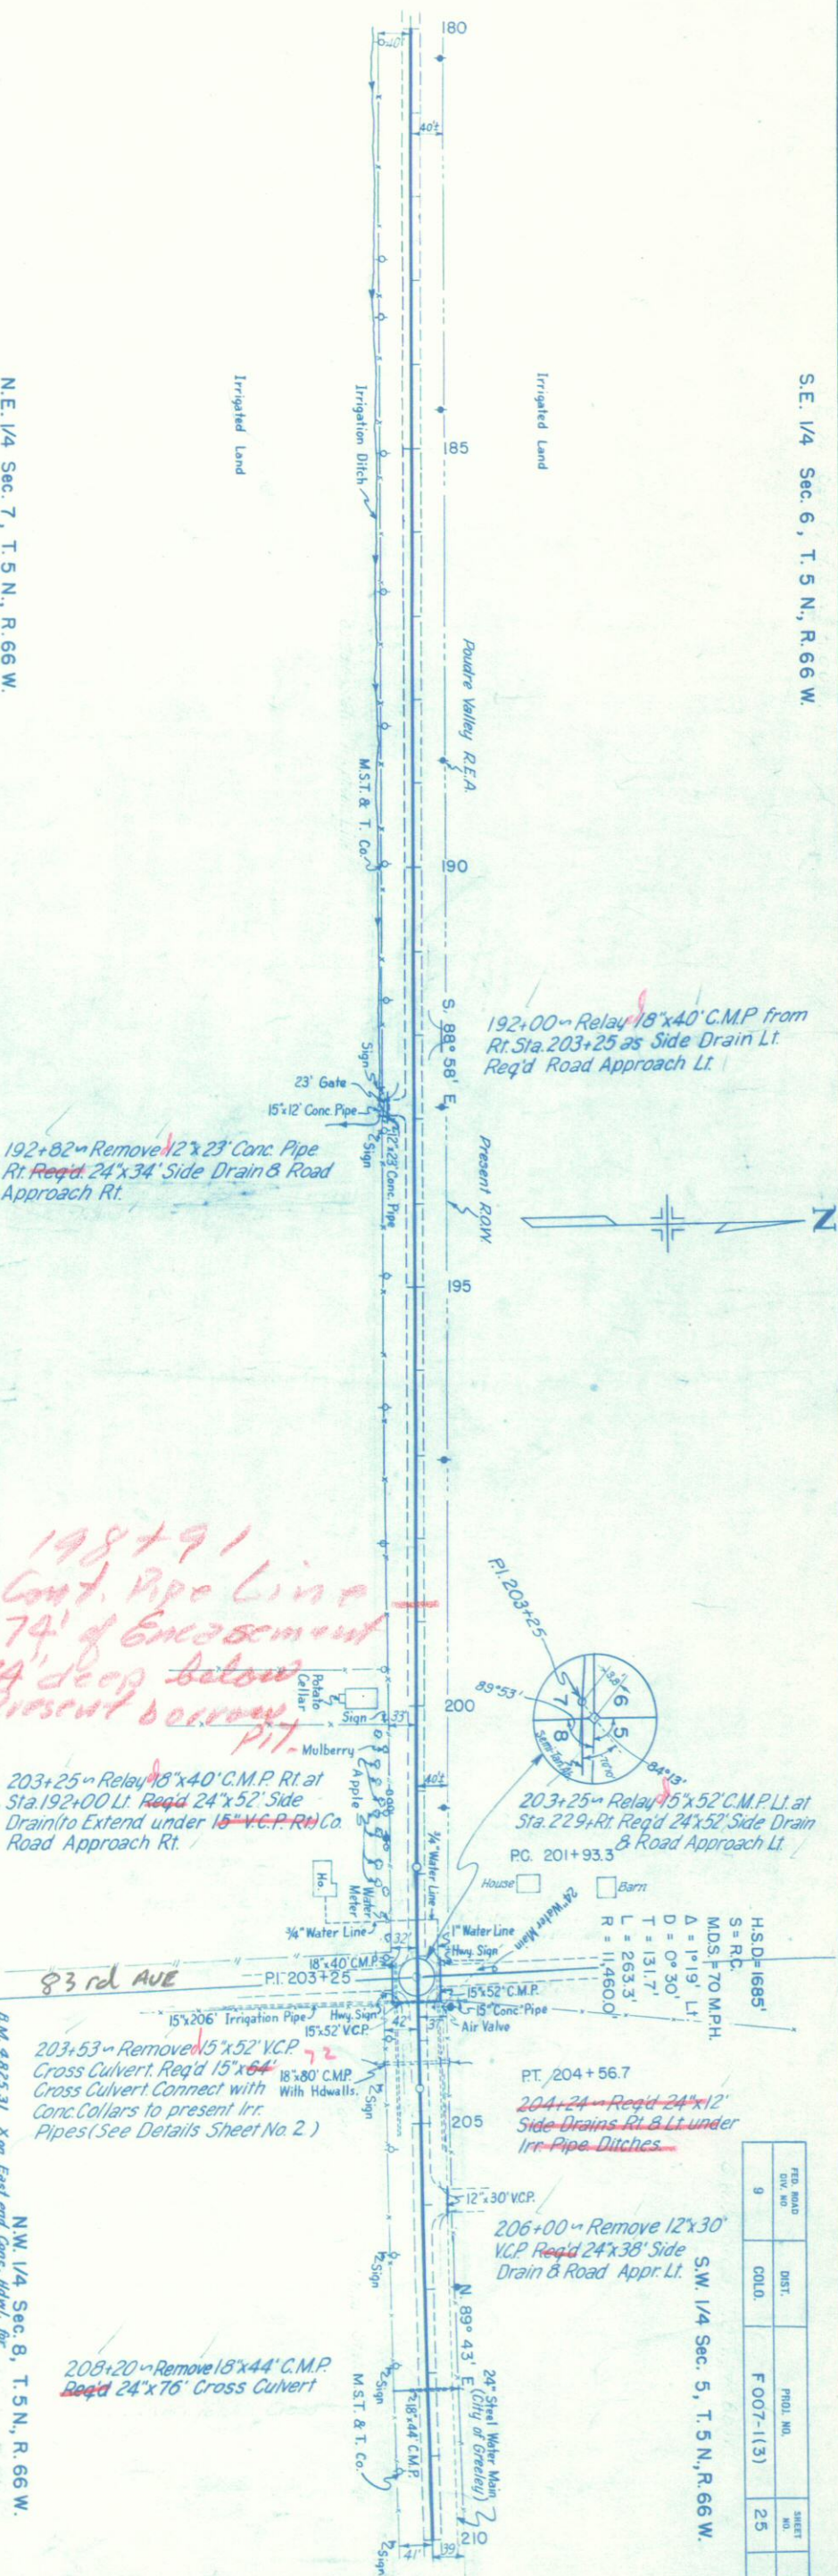 180
40'
40'±
S.E. 1/4 Sec. 6, T. 5 N., R. 66 W.
N.E. 1/4 Sec. 7, T. 5 N., R. 66 W.
Irrigated Land
Irrigation Ditch
Irrigated Land
185
Poudre Valley R.E.A.
M.S.T. & T. Co.
190
S. 88° 58' E.
192+00~ Relay 18"x40' C.M.P. from
Rt. Sta. 203+25 as Side Drain Lt.
Req'd Road Approach Lt.
Sign
23' Gate
15"x12' Conc. Pipe
12"x23' Conc. Pipe
Sign
192+82~ Remove 12"x23' Conc. Pipe
Rt. Req'd. 24"x34' Side Drain & Road
Approach Rt.
Present R.O.W.
N
195
198+91
Cont. Pipe Line
74' of Encasement
4' deep below
Present borrow
Pit.
P.I. 203+25
89°53'
38'
6
5
7
8
Semi-Tan.
84°13'
200
Potato
Cellar
Sign
33'
Mulberry
Apple
40'±
203+25~ Relay 18"x40' C.M.P. Rt. at
Sta. 192+00 Lt. Req'd 24"x52' Side
Drain (to Extend under 15" V.C.P. Rt.) Co.
Road Approach Rt.
203+25~ Relay 15"x52' C.M.P. Lt. at
Sta. 229+Rt. Req'd 24"x52' Side Drain
& Road Approach Lt.
P.C. 201+93.3
House
Barn
Ho.
Water
Meter
3/4" Water Line
3/4" Water Line
24" Water Main
1" Water Line
Hwy. Sign
32'
18"x40' C.M.P.
83rd AVE
P.I. 203+25
H.S.D.=1685'
S = R.C.
M.D.S. = 70 M.P.H.
Δ = 1° 19' Lt.
D = 0° 30'
T = 131.7'
L = 263.3'
R = 11,460.0'
15"x52' C.M.P.
15" Conc. Pipe
Air Valve
15"x206' Irrigation Pipe
Hwy. Sign
42'
15"x52' V.C.P.
203+53~ Remove 15"x52' V.C.P.
72
Cross Culvert. Req'd 15"x64'
Cross Culvert. Connect with
Conc. Collars to present Irr.
Pipes (See Details Sheet No. 2)
18"x80' C.M.P.
With Hdwalls.
Sign
P.T. 204+56.7
204+24~ Req'd 24"x12'
Side Drains Rt. & Lt. under
Irr. Pipe Ditches.
205
12"x30' V.C.P.
206+00~ Remove 12"x30'
V.C.P. Req'd 24"x38' Side
Drain & Road Appr. Lt.
Sign
N. 89° 43' E.
S.W. 1/4 Sec. 5, T. 5 N., R. 66 W.
N.W. 1/4 Sec. 8, T. 5 N., R. 66 W.
B.M. 4825.31 X on East end Conc. Hdwl. for
208+20~ Remove 18"x44' C.M.P.
Req'd 24"x76' Cross Culvert
Sign
18"x44' C.M.P.
M.S.T. & T. Co.
24" Steel Water Main
(City of Greeley)
210
Sign
41'
39'
FED. ROAD DIV. NO. DIST. PROJ. NO. SHEET NO.
9 COLO. F 007-1(3) 25